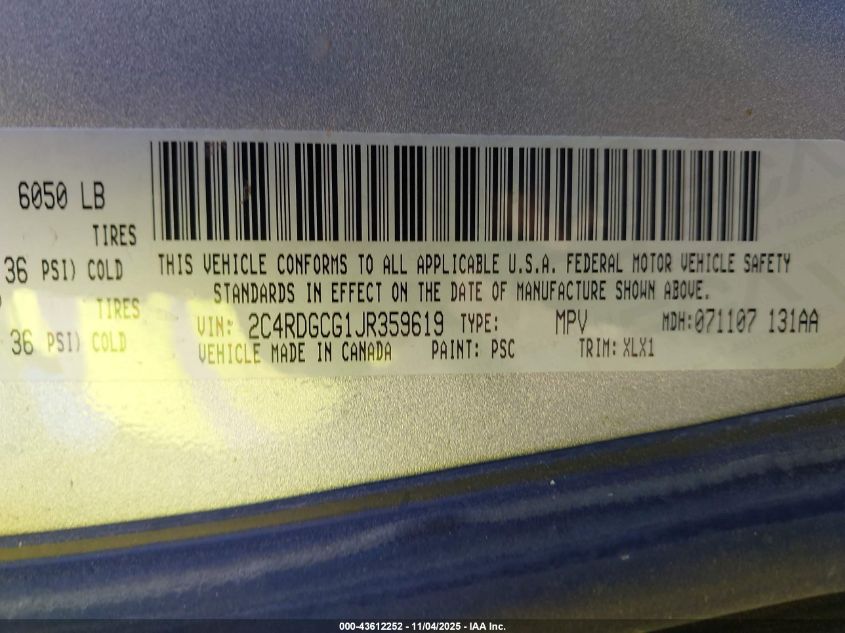 6050 LB
TIRES
36 PSI) COLD
THIS VEHICLE CONFORMS TO ALL APPLICABLE U.S.A. FEDERAL MOTOR VEHICLE SAFETY
STANDARDS IN EFFECT ON THE DATE OF MANUFACTURE SHOWN ABOVE.
TIRES
36 PSI) COLD
VIN: 2C4RDGCG1JR359619 TYPE: MPV MDH:071107 131AA
VEHICLE MADE IN CANADA PAINT: PSC TRIM: XLX1
000-43612252 - 11/04/2025 - IAA Inc.